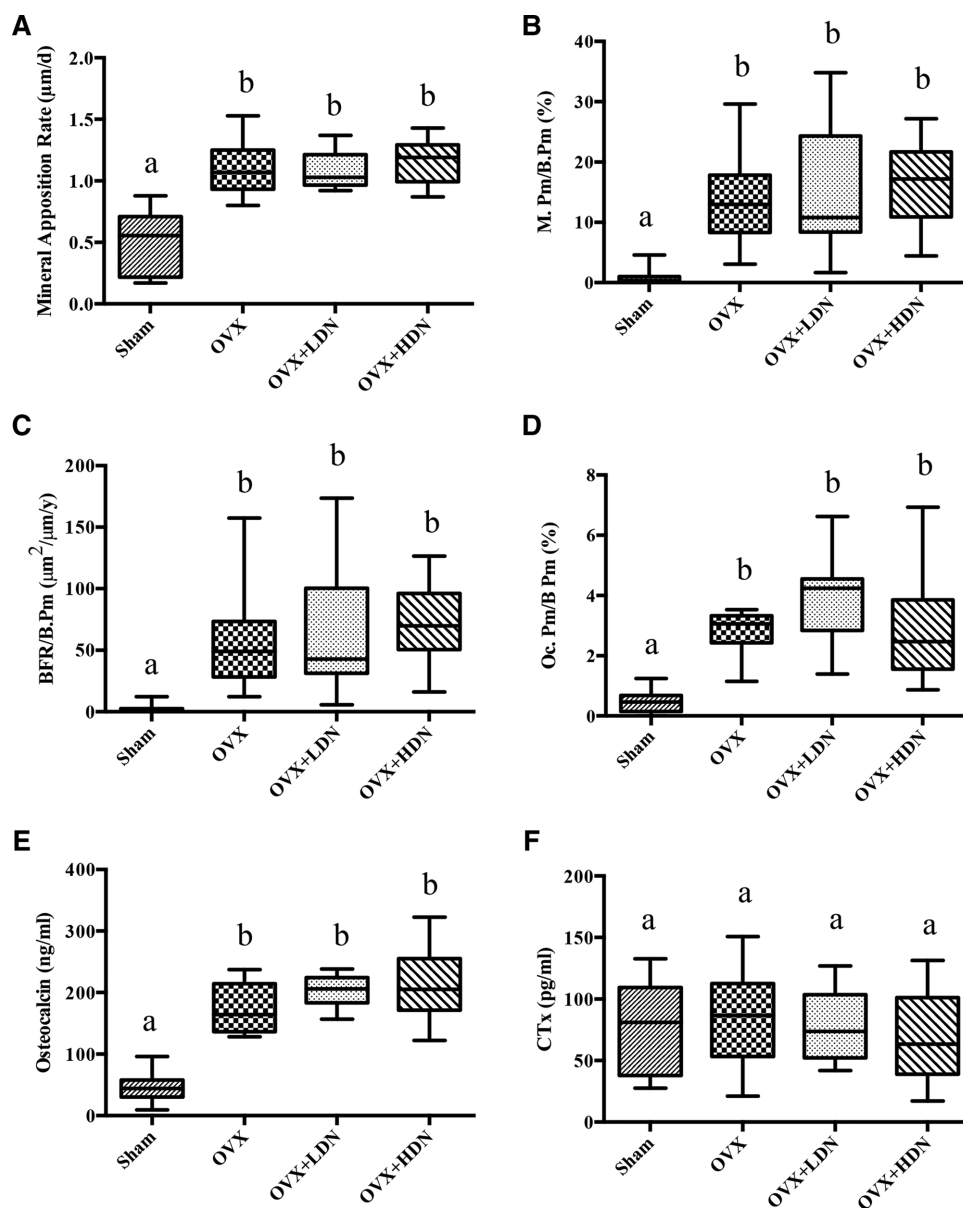 A
Mineral Apposition Rate (μm/d)
2.0
1.5
1.0
0.5
0.0
a
b
b
b
Sham
OVX
OVX+LDN
OVX+HDN
B
M. Pm/B.Pm (%)
40
30
20
10
0
a
b
b
b
Sham
OVX
OVX+LDN
OVX+HDN
C
BFR/B.Pm (μm²/μm/y)
200
150
100
50
0
a
b
b
b
Sham
OVX
OVX+LDN
OVX+HDN
D
Oc. Pm/B Pm (%)
8
6
4
2
0
a
b
b
b
Sham
OVX
OVX+LDN
OVX+HDN
E
Osteocalcin (ng/ml)
400
300
200
100
0
a
b
b
b
Sham
OVX
OVX+LDN
OVX+HDN
F
CTx (pg/ml)
200
150
100
50
0
a
a
a
a
Sham
OVX
OVX+LDN
OVX+HDN